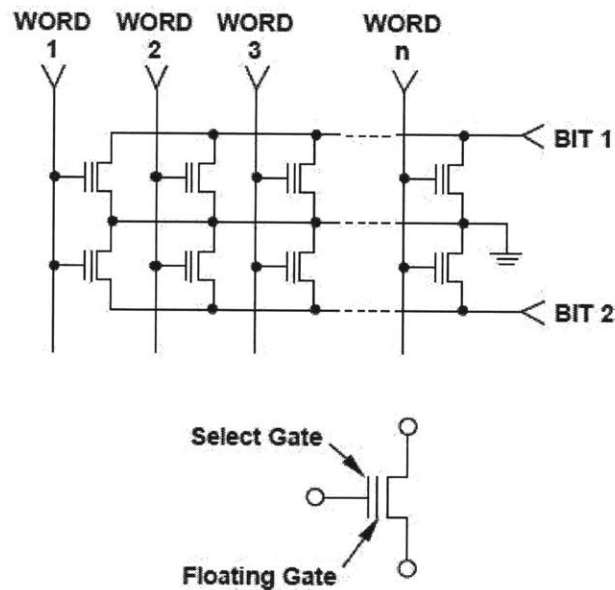 WORD WORD WORD WORD
1 2 3 n
BIT 1
BIT 2
Select Gate
Floating Gate